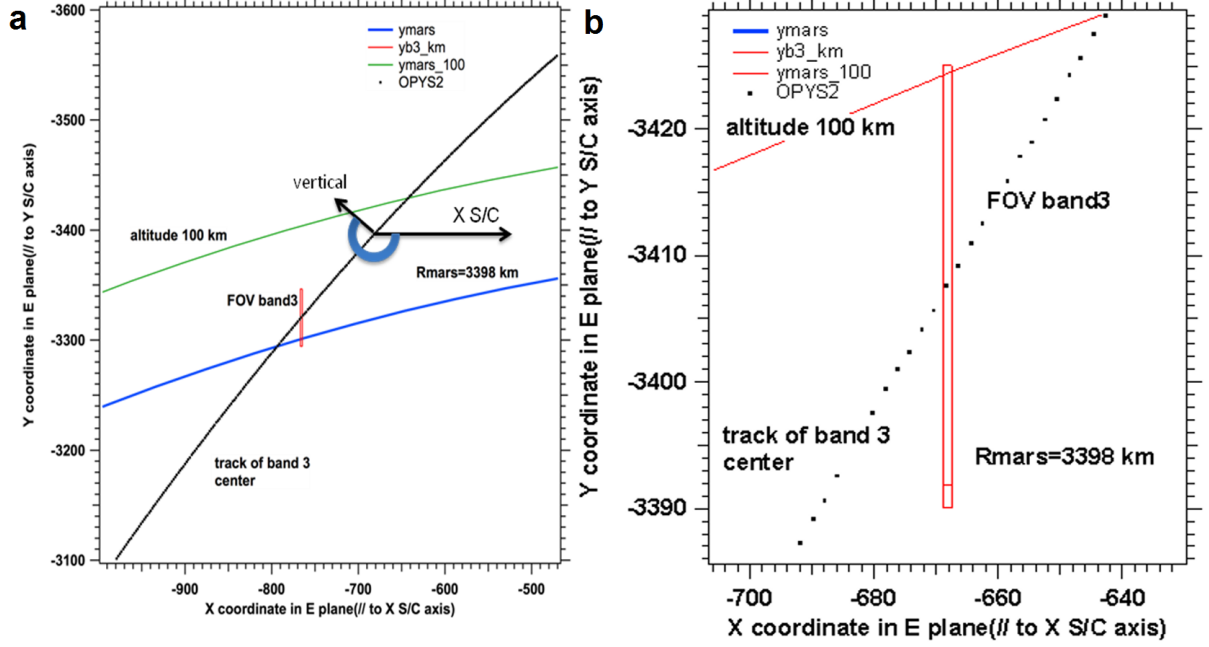 a
-3600
-3500
-3400
-3300
-3200
-3100
Y coordinate in E plane(// to Y S/C axis)
ymars
yb3_km
ymars_100
OPYS2
vertical
X S/C
altitude 100 km
Rmars=3398 km
FOV band3
track of band 3
center
-900
-800
-700
-600
-500
X coordinate in E plane(// to X S/C axis)
b
Y coordinate in E plane(// to Y S/C axis)
-3420
-3410
-3400
-3390
ymars
yb3_km
ymars_100
OPYS2
altitude 100 km
FOV band3
track of band 3
center
Rmars=3398 km
-700
-680
-660
-640
X coordinate in E plane(// to X S/C axis)